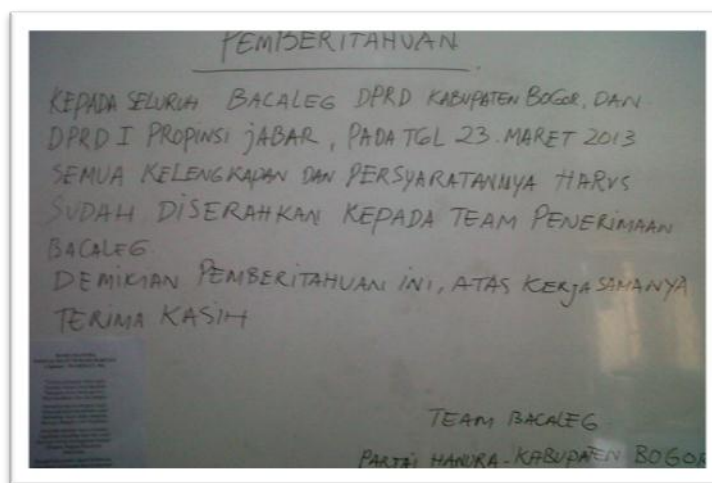 PEMBERITAHUAN
KEPADA SELURUH BACALEG DPRD KABUPATEN BOGOR, DAN
DPRD I PROPINSI JABAR, PADA TGL 23. MARET 2013
SEMUA KELENGKAPAN DAN PERSYARATANNYA HARUS
SUDAH DISERAHKAN KEPADA TEAM PENERIMAAN
BACALEG.
DEMIKIAN PEMBERITAHUAN INI, ATAS KERJASAMANYA
TERIMA KASIH
TEAM BACALEG
PARTAI HANURA-KABUPATEN BOGOR